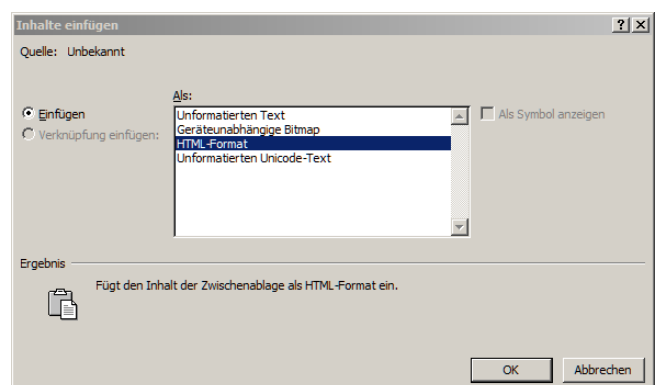 Inhalte einfügen
Quelle: Unbekannt
Als:
Einfügen
Verknüpfung einfügen:
Unformatierten Text
Geräteunabhängige Bitmap
HTML-Format
Unformatierten Unicode-Text
Als Symbol anzeigen
Ergebnis
Fügt den Inhalt der Zwischenablage als HTML-Format ein.
OK Abbrechen